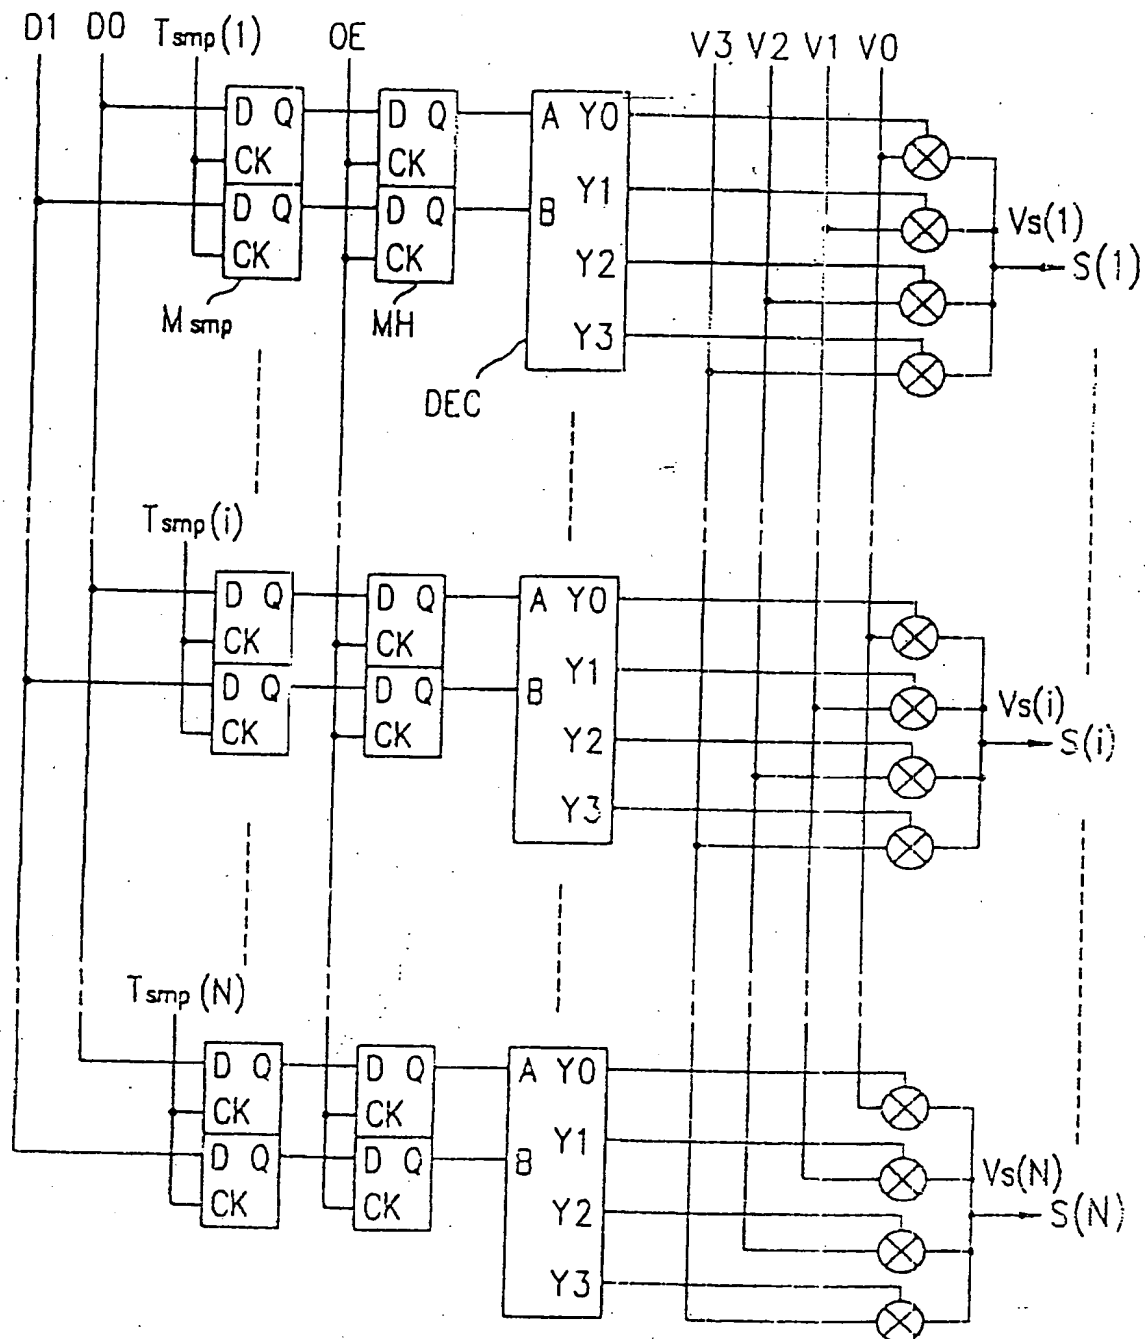 D1 D0 Tsmp(1) OE V3 V2 V1 V0
D Q D Q A Y0
CK CK
D Q D Q B Y1
CK CK Y2
Y3
Vs(1)
S(1)
Msmp MH DEC
Tsmp(i)
D Q D Q A Y0
CK CK
D Q D Q B Y1
CK CK Y2
Y3
Vs(i)
S(i)
Tsmp(N)
D Q D Q A Y0
CK CK
D Q D Q B Y1
CK CK Y2
Y3
Vs(N)
S(N)